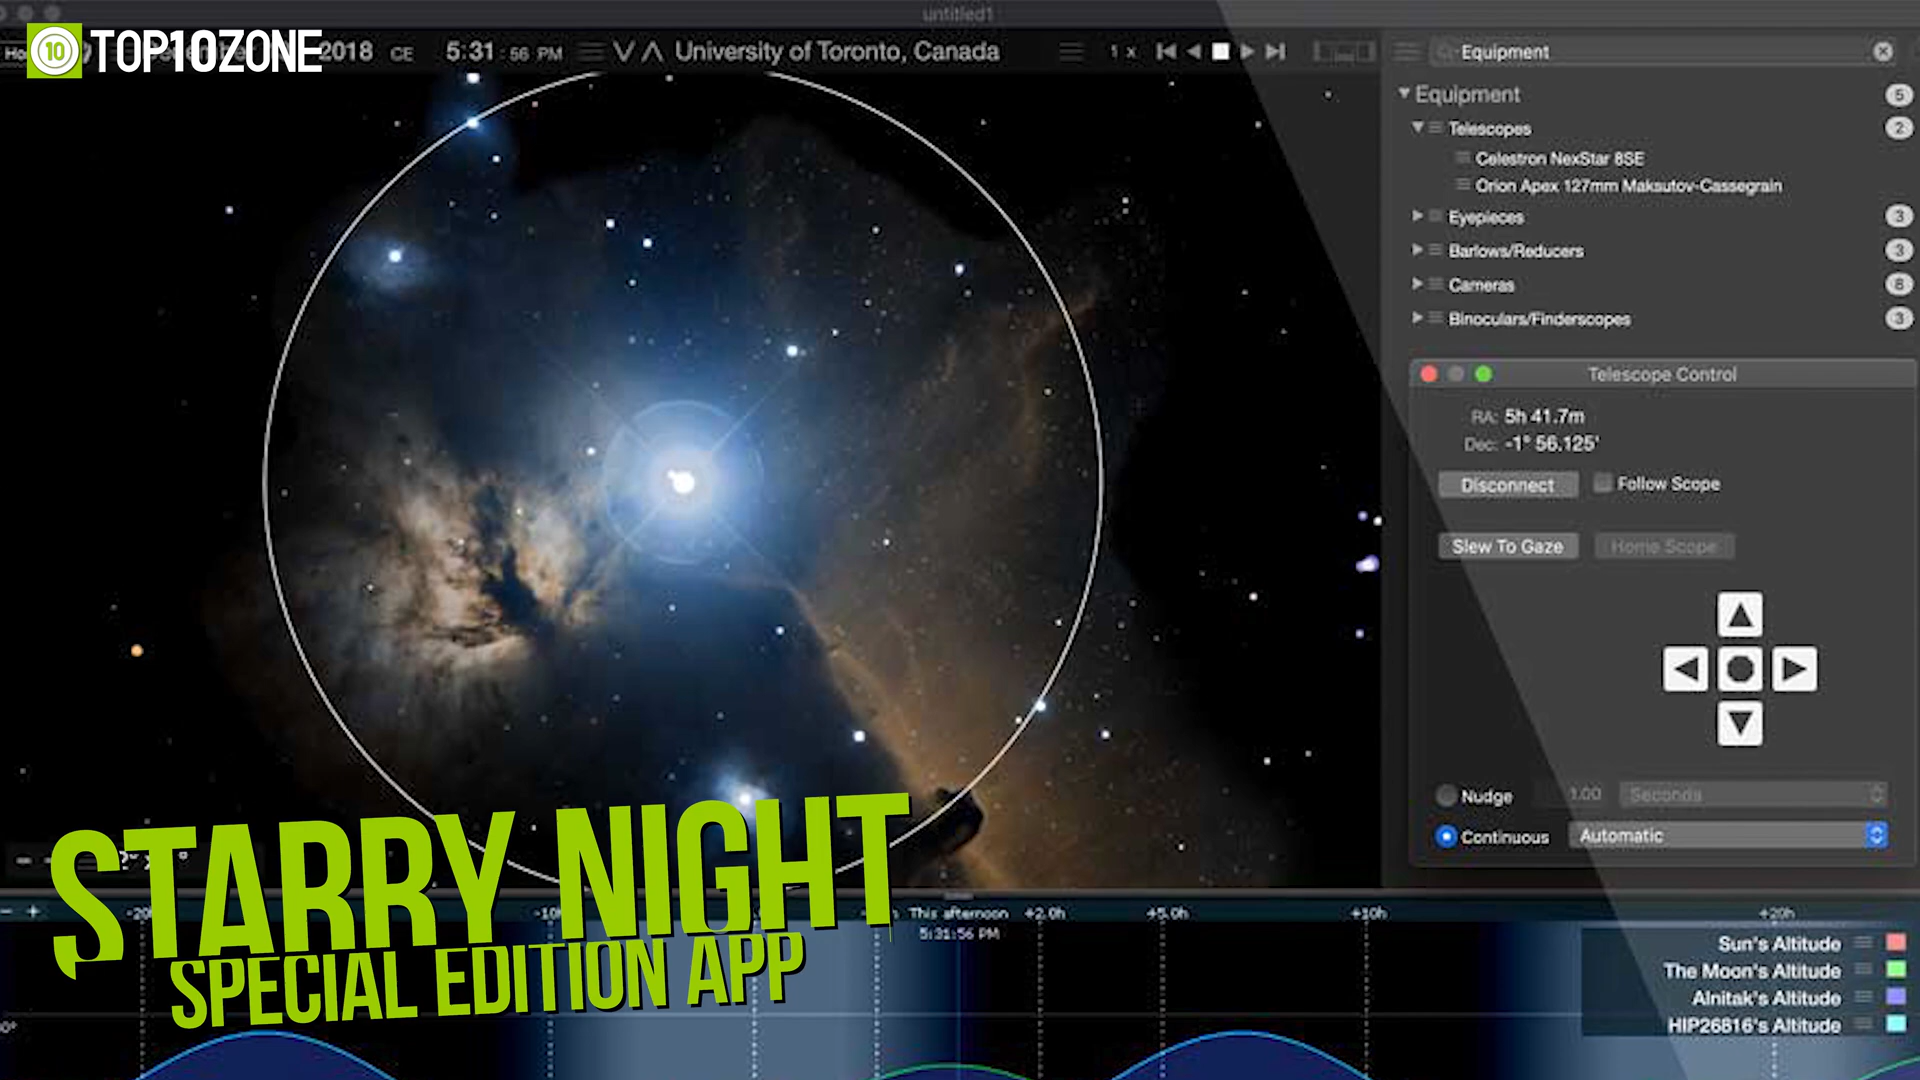 untitled1
10 TOP10ZONE
2018 CE 5:31:56 PM University of Toronto, Canada 1 x
Equipment
Equipment 5
Telescopes 2
Celestron NexStar 8SE
Orion Apex 127mm Maksutov-Cassegrain
Eyepieces 3
Barlows/Reducers 3
Cameras 8
Binoculars/Finderscopes 3
Telescope Control
RA: 5h 41.7m
Dec: -1° 56.125'
Disconnect Follow Scope
Slew To Gaze Home Scope
Nudge 1.00 Seconds
Continuous Automatic
STARRY NIGHT
SPECIAL EDITION APP
This afternoon +2.0h +5.0h +10h +20h
5:31:56 PM
Sun's Altitude
The Moon's Altitude
Alnitak's Altitude
HIP26816's Altitude